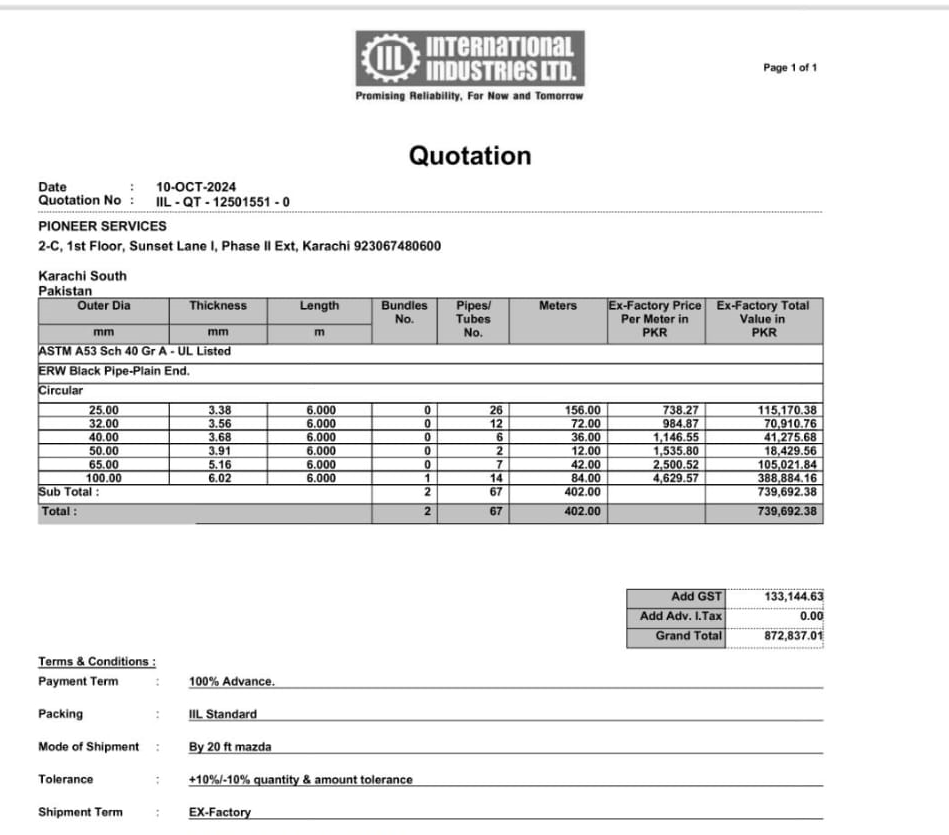 IIL INTERNATIONAL
INDUSTRIES LTD.
Promising Reliability, For Now and Tomorrow
Page 1 of 1
Quotation
Date : 10-OCT-2024
Quotation No : IIL - QT - 12501551 - 0
PIONEER SERVICES
2-C, 1st Floor, Sunset Lane I, Phase II Ext, Karachi 923067480600
Karachi South
Pakistan
Outer Dia Thickness Length Bundles Pipes/ Meters Ex-Factory Price Ex-Factory Total
No. Tubes Per Meter in Value in
mm mm m No. PKR PKR
ASTM A53 Sch 40 Gr A - UL Listed
ERW Black Pipe-Plain End.
Circular
25.00 3.38 6.000 0 26 156.00 738.27 115,170.38
32.00 3.56 6.000 0 12 72.00 984.87 70,910.76
40.00 3.68 6.000 0 6 36.00 1,146.55 41,275.68
50.00 3.91 6.000 0 2 12.00 1,535.80 18,429.56
65.00 5.16 6.000 0 7 42.00 2,500.52 105,021.84
100.00 6.02 6.000 1 14 84.00 4,629.57 388,884.16
Sub Total : 2 67 402.00 739,692.38
Total : 2 67 402.00 739,692.38
Add GST 133,144.63
Add Adv. I.Tax 0.00
Grand Total 872,837.01
Terms & Conditions :
Payment Term : 100% Advance.
Packing : IIL Standard
Mode of Shipment : By 20 ft mazda
Tolerance : +10%/-10% quantity & amount tolerance
Shipment Term : EX-Factory